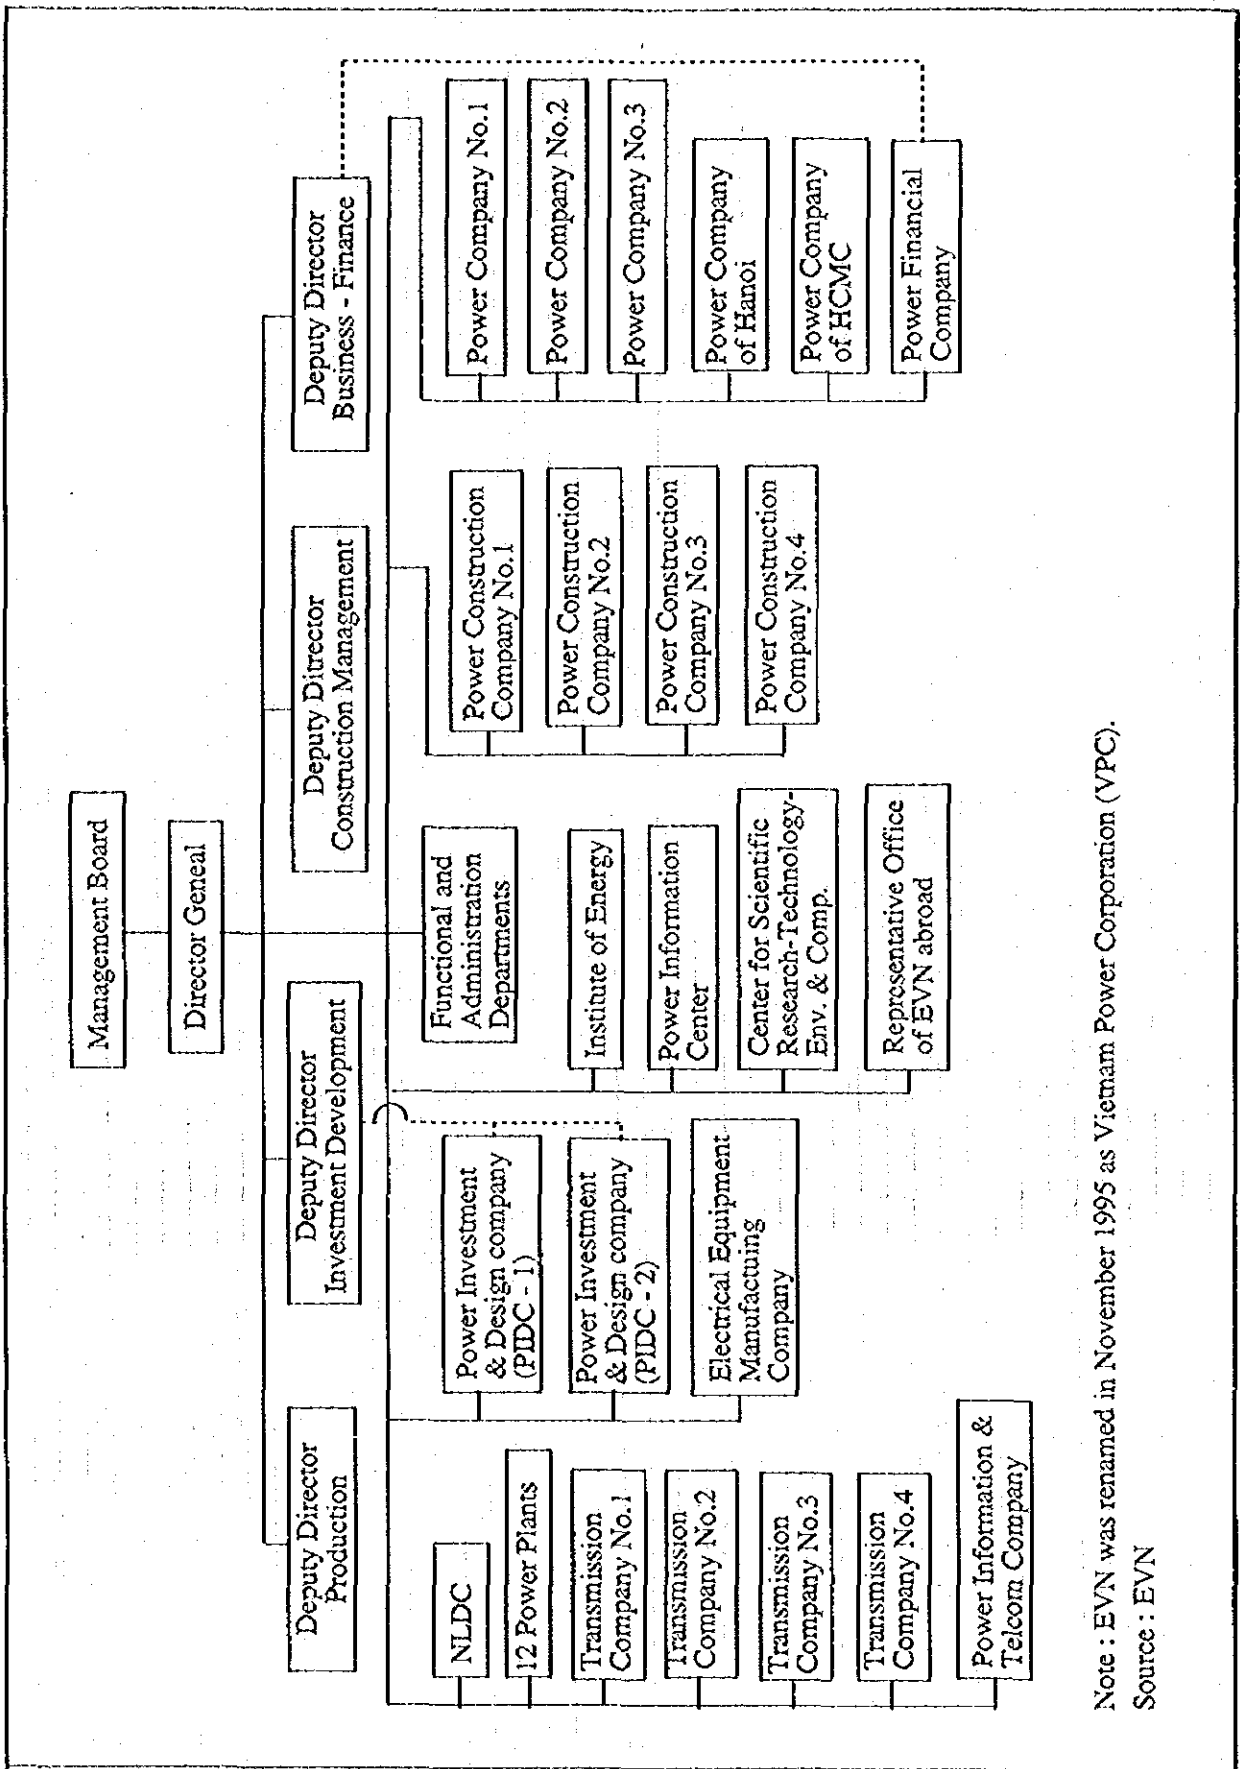 Management Board
Director Geneal
Deputy Director
Production
Deputy Director
Investment Development
Deputy Ditrector
Construction Management
Deputy Director
Business - Finance
Functional and
Administration
Departments
NLDC
12 Power Plants
Transmission
Company No.1
Transmission
Company No.2
Transmission
Company No.3
Transmission
Company No.4
Power Information &
Telcom Company
Power Investment
& Design company
(PIDC - 1)
Power Investment
& Design company
(PIDC - 2)
Electrical Equipment
Manufactuing
Company
Institute of Energy
Power Information
Center
Center for Scientific
Research-Technology-
Env. & Comp.
Representative Office
of EVN abroad
Power Construction
Company No.1
Power Construction
Company No.2
Power Construction
Company No.3
Power Construction
Company No.4
Power Company No.1
Power Company No.2
Power Company No.3
Power Company
of Hanoi
Power Company
of HCMC
Power Financial
Company
Note : EVN was renamed in November 1995 as Vietnam Power Corporation (VPC).
Source : EVN